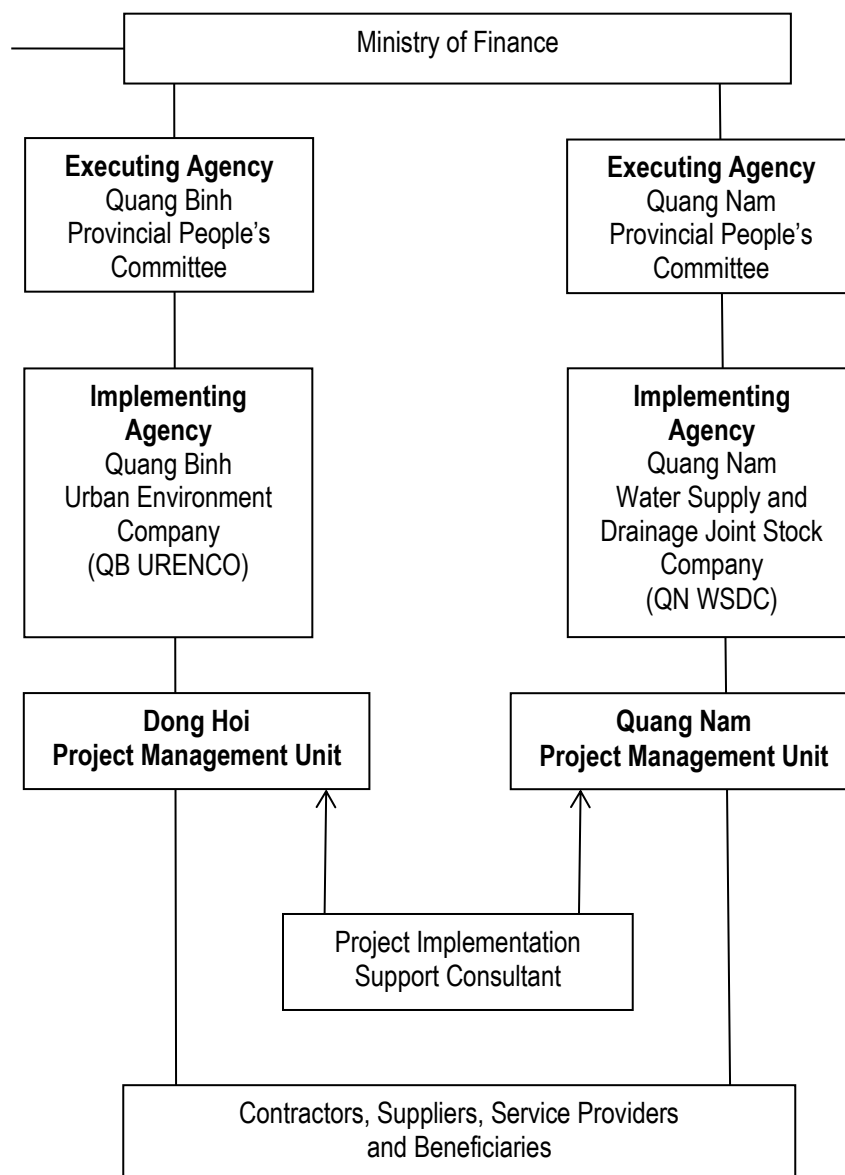 Ministry of Finance
Executing Agency
Quang Binh
Provincial People’s
Committee
Executing Agency
Quang Nam
Provincial People’s
Committee
Implementing
Agency
Quang Binh
Urban Environment
Company
(QB URENCO)
Implementing
Agency
Quang Nam
Water Supply and
Drainage Joint Stock
Company
(QN WSDC)
Dong Hoi
Project Management Unit
Quang Nam
Project Management Unit
Project Implementation
Support Consultant
Contractors, Suppliers, Service Providers
and Beneficiaries